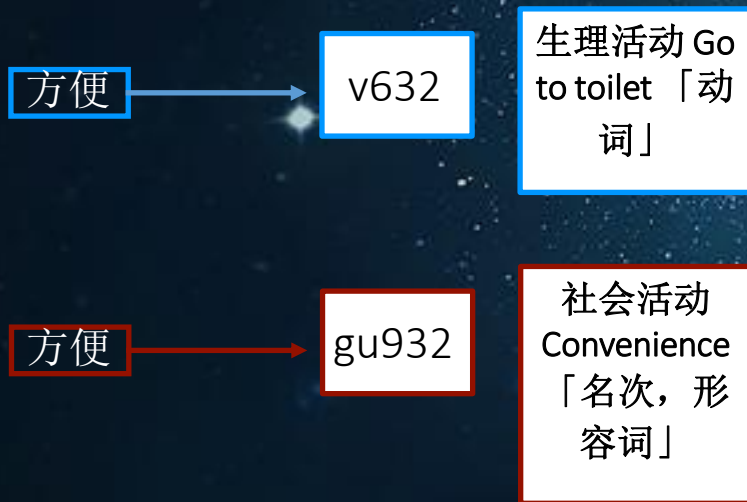 方便
v632
生理活动 Go
to toilet 「动
词」
方便
gu932
社会活动
Convenience
「名次，形
容词」